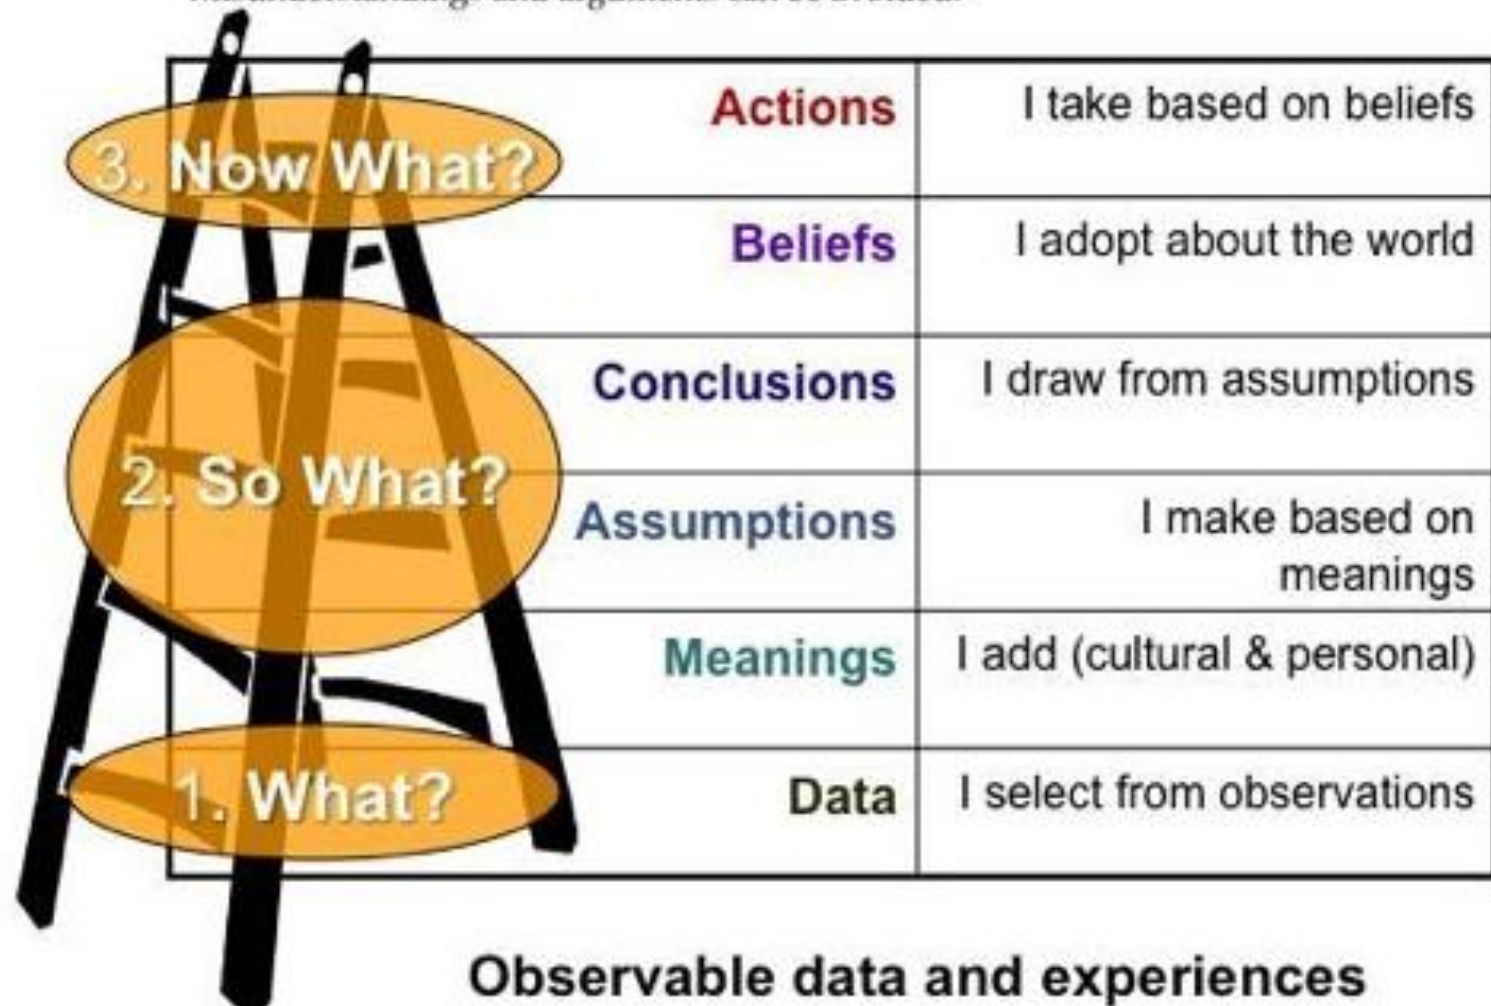 3. Now What?
Actions
I take based on beliefs
Beliefs
I adopt about the world
2. So What?
Conclusions
I draw from assumptions
Assumptions
I make based on
meanings
Meanings
I add (cultural & personal)
1. What?
Data
I select from observations
Observable data and experiences